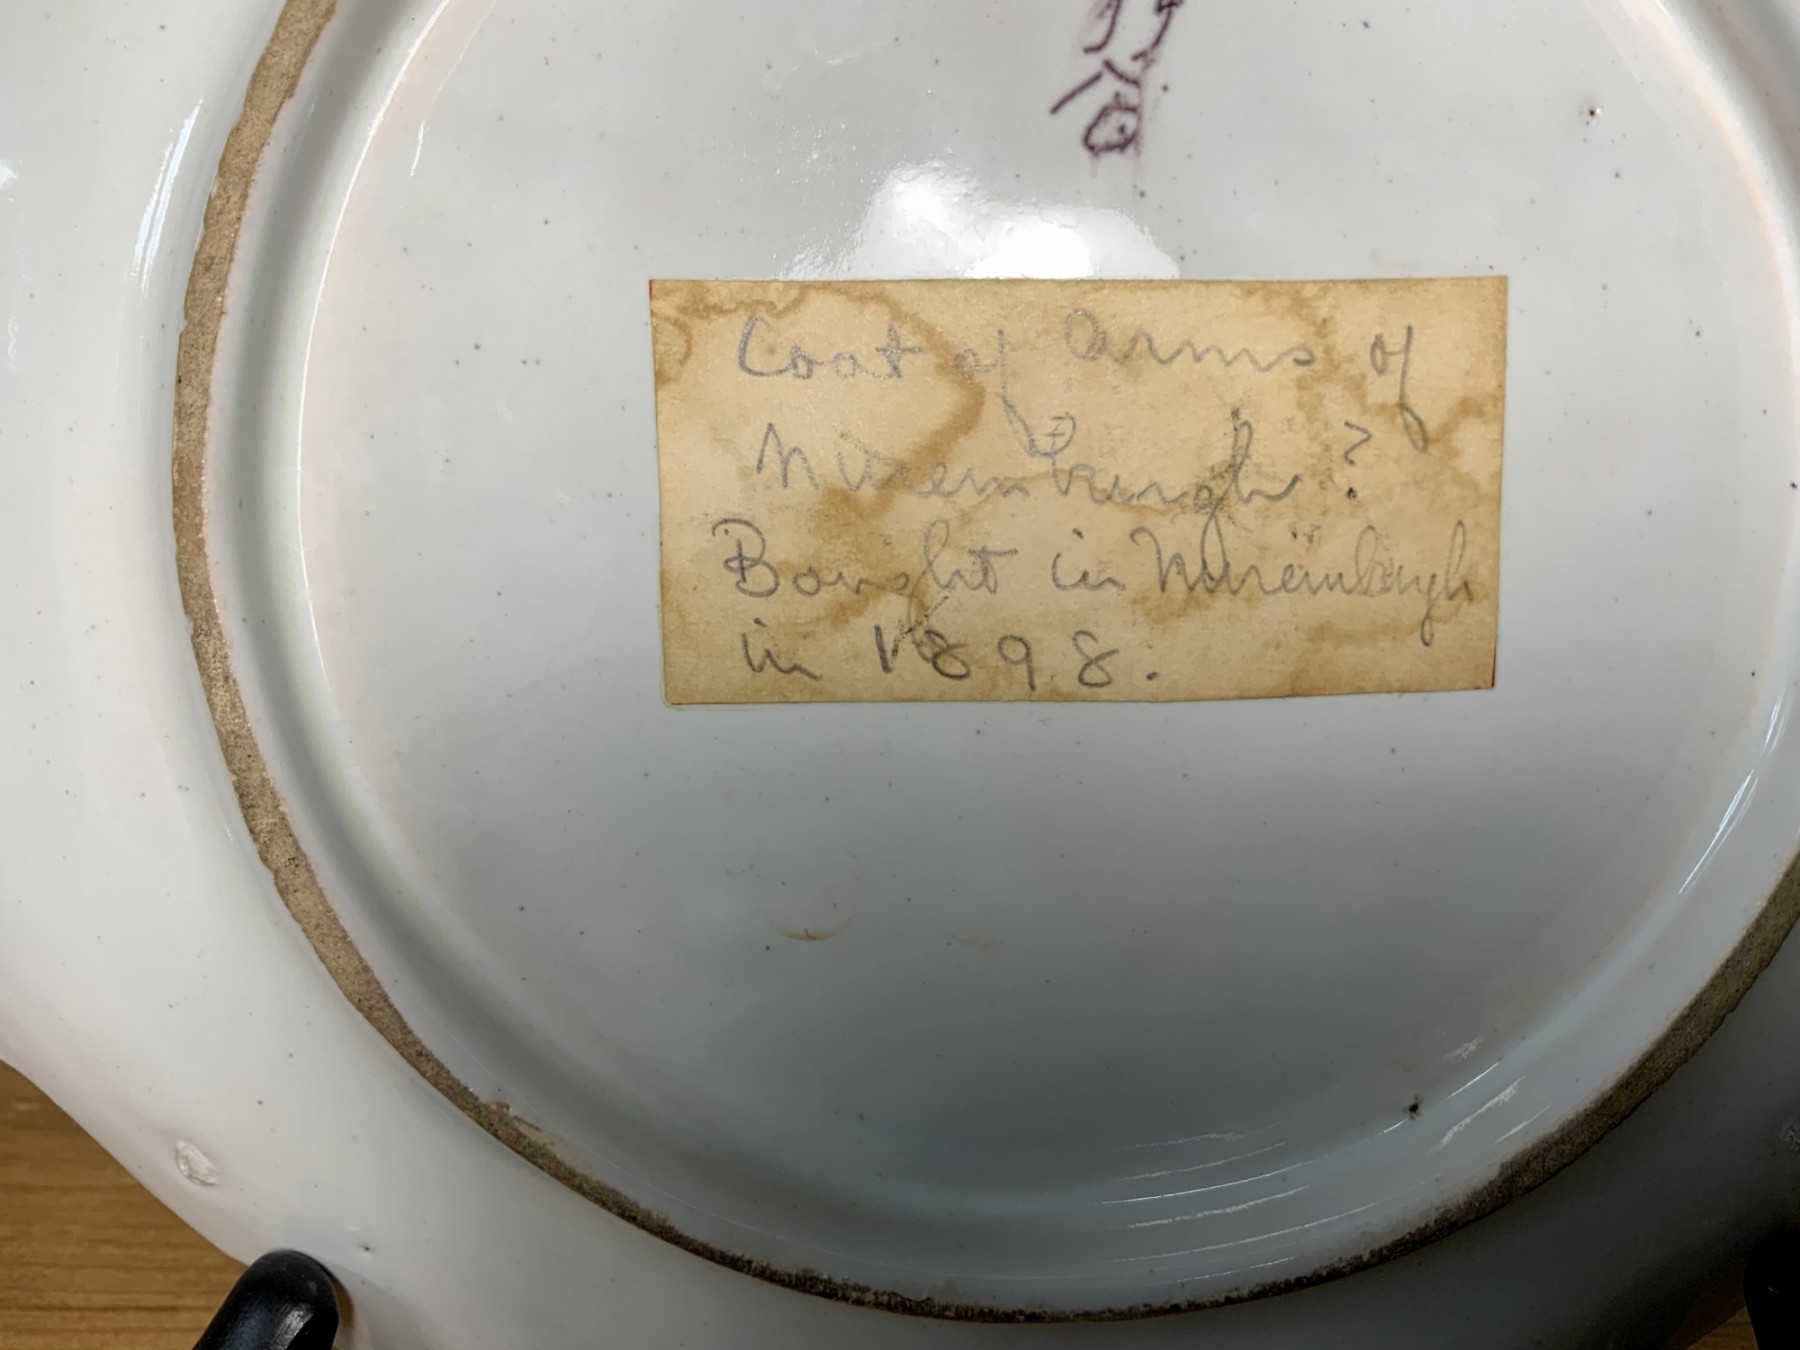 Coat of Arms of
Nuremburgh ?
Bought in Nuremburgh
in 1898.